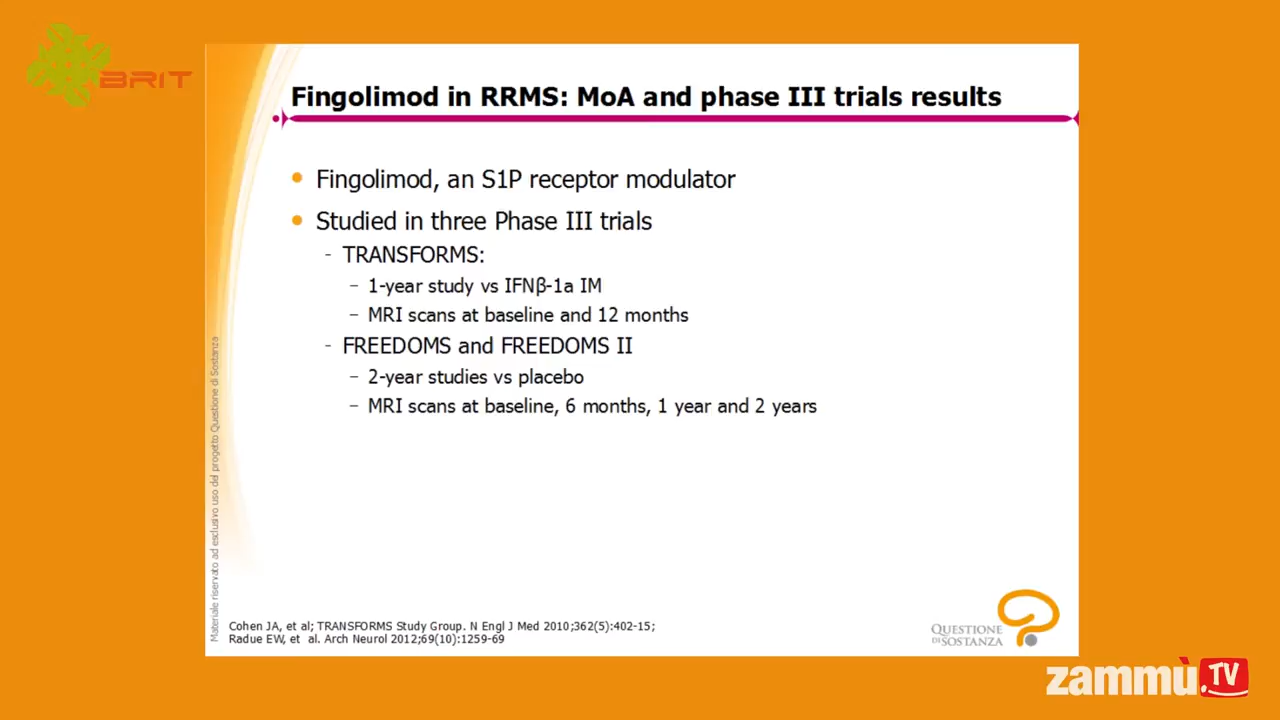 BRIT
Fingolimod in RRMS: MoA and phase III trials results
• Fingolimod, an S1P receptor modulator
• Studied in three Phase III trials
- TRANSFORMS:
– 1-year study vs IFNβ-1a IM
– MRI scans at baseline and 12 months
- FREEDOMS and FREEDOMS II
– 2-year studies vs placebo
– MRI scans at baseline, 6 months, 1 year and 2 years
Materiale riservato ad esclusivo uso del progetto Questione di Sostanza
Cohen JA, et al; TRANSFORMS Study Group. N Engl J Med 2010;362(5):402-15;
Radue EW, et al. Arch Neurol 2012;69(10):1259-69
QUESTIONE
DI SOSTANZA
zammù.TV